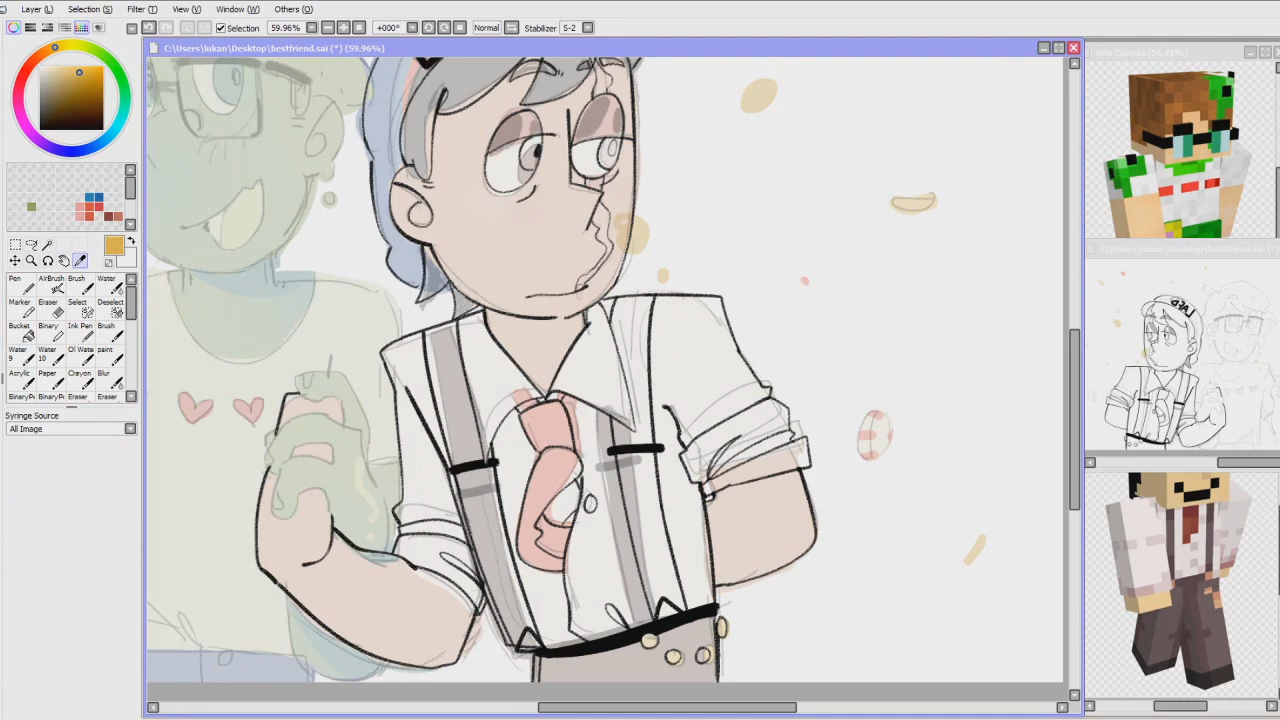 Layer (L) Selection (S) Filter (T) View (V) Window (W) Others (O)
Selection 59.96% +000° Normal Stabilizer S-2
C:\Users\lukan\Desktop\bestfriend.sai (*) (59.96%)
Pen AirBrush Brush Water
Marker Eraser Select Deselect
Bucket Binary Ink Pen Brush
Water 9 Water 10 Oil Water paint
Acrylic Paper Crayon Blur
BinaryPe BinaryPe Eraser Eraser
Syringe Source
All Image